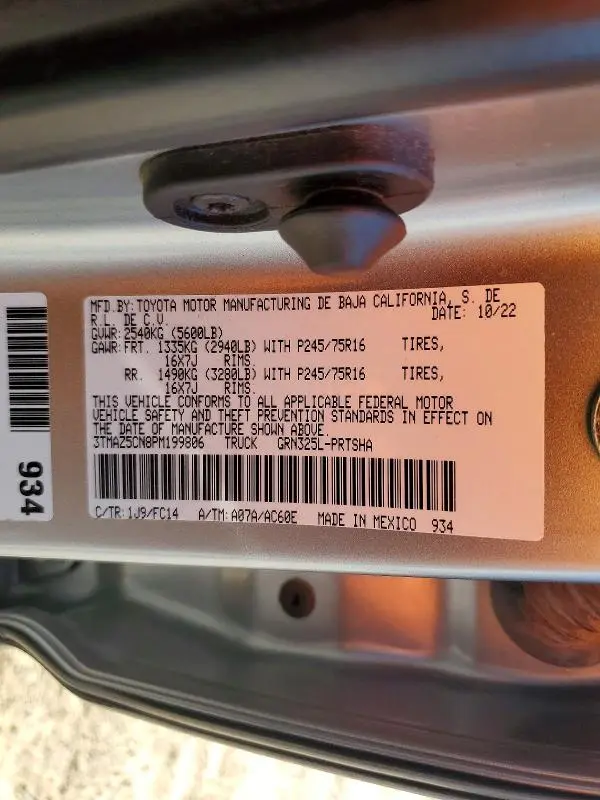 MFD.BY:TOYOTA MOTOR MANUFACTURING DE BAJA CALIFORNIA, S. DE
R.L. DE C.V. DATE: 10/22
GVWR:2540KG (5600LB)
GAWR:FRT. 1335KG (2940LB) WITH P245/75R16 TIRES,
16X7J RIMS
RR. 1490KG (3280LB) WITH P245/75R16 TIRES,
16X7J RIMS
THIS VEHICLE CONFORMS TO ALL APPLICABLE FEDERAL MOTOR
VEHICLE SAFETY AND THEFT PREVENTION STANDARDS IN EFFECT ON
THE DATE OF MANUFACTURE SHOWN ABOVE.
3TMAZ5CN8PM199806 TRUCK GRN325L-PRTSHA
C/TR:1J9/FC14 A/TM:A07A/AC60E MADE IN MEXICO 934
934